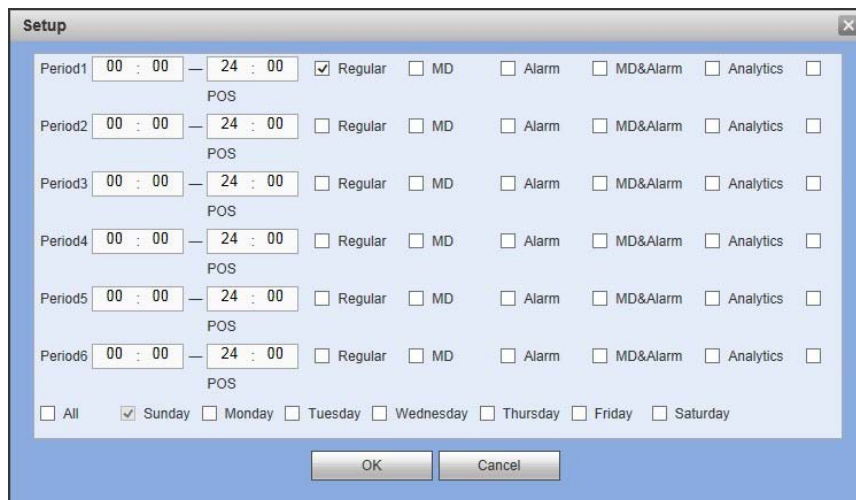 Setup
Period1 00 : 00 — 24 : 00 Regular MD Alarm MD&Alarm Analytics
POS
Period2 00 : 00 — 24 : 00 Regular MD Alarm MD&Alarm Analytics
POS
Period3 00 : 00 — 24 : 00 Regular MD Alarm MD&Alarm Analytics
POS
Period4 00 : 00 — 24 : 00 Regular MD Alarm MD&Alarm Analytics
POS
Period5 00 : 00 — 24 : 00 Regular MD Alarm MD&Alarm Analytics
POS
Period6 00 : 00 — 24 : 00 Regular MD Alarm MD&Alarm Analytics
POS
All Sunday Monday Tuesday Wednesday Thursday Friday Saturday
OK Cancel